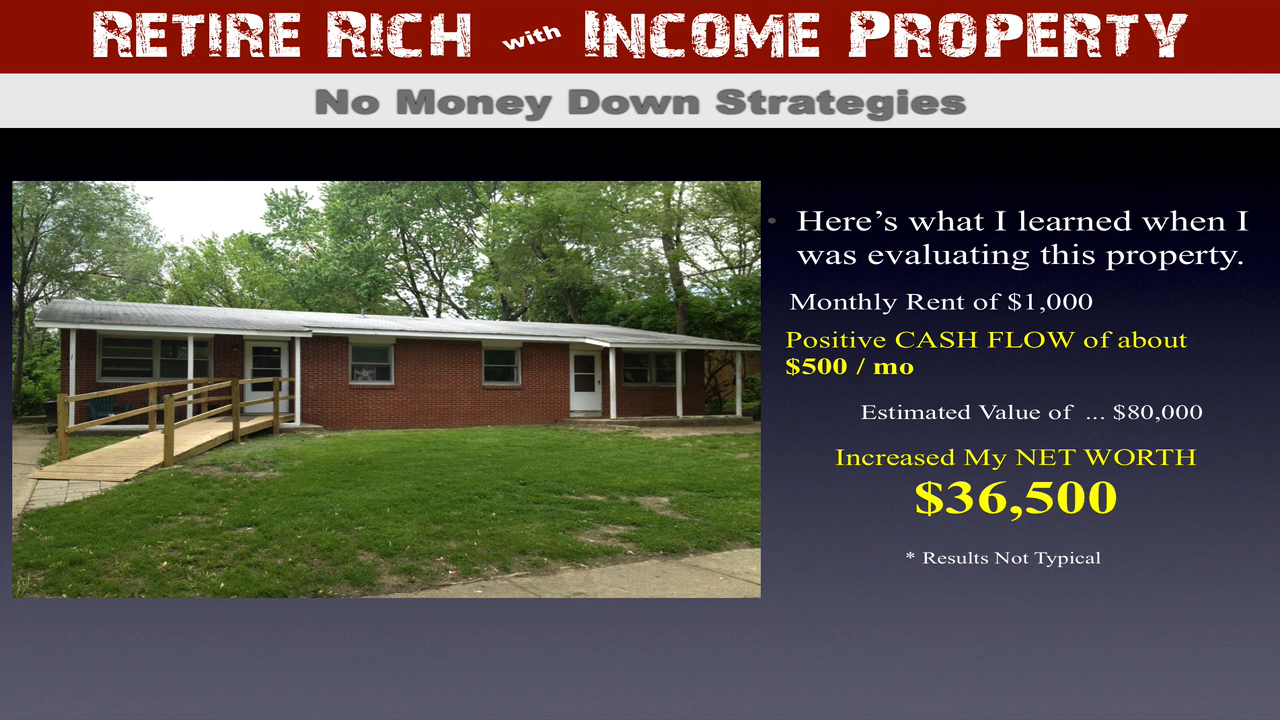 RETIRE RICH with INCOME PROPERTY
No Money Down Strategies
• Here's what I learned when I
was evaluating this property.
Monthly Rent of $1,000
Positive CASH FLOW of about
$500 / mo
Estimated Value of ... $80,000
Increased My NET WORTH
$36,500
* Results Not Typical